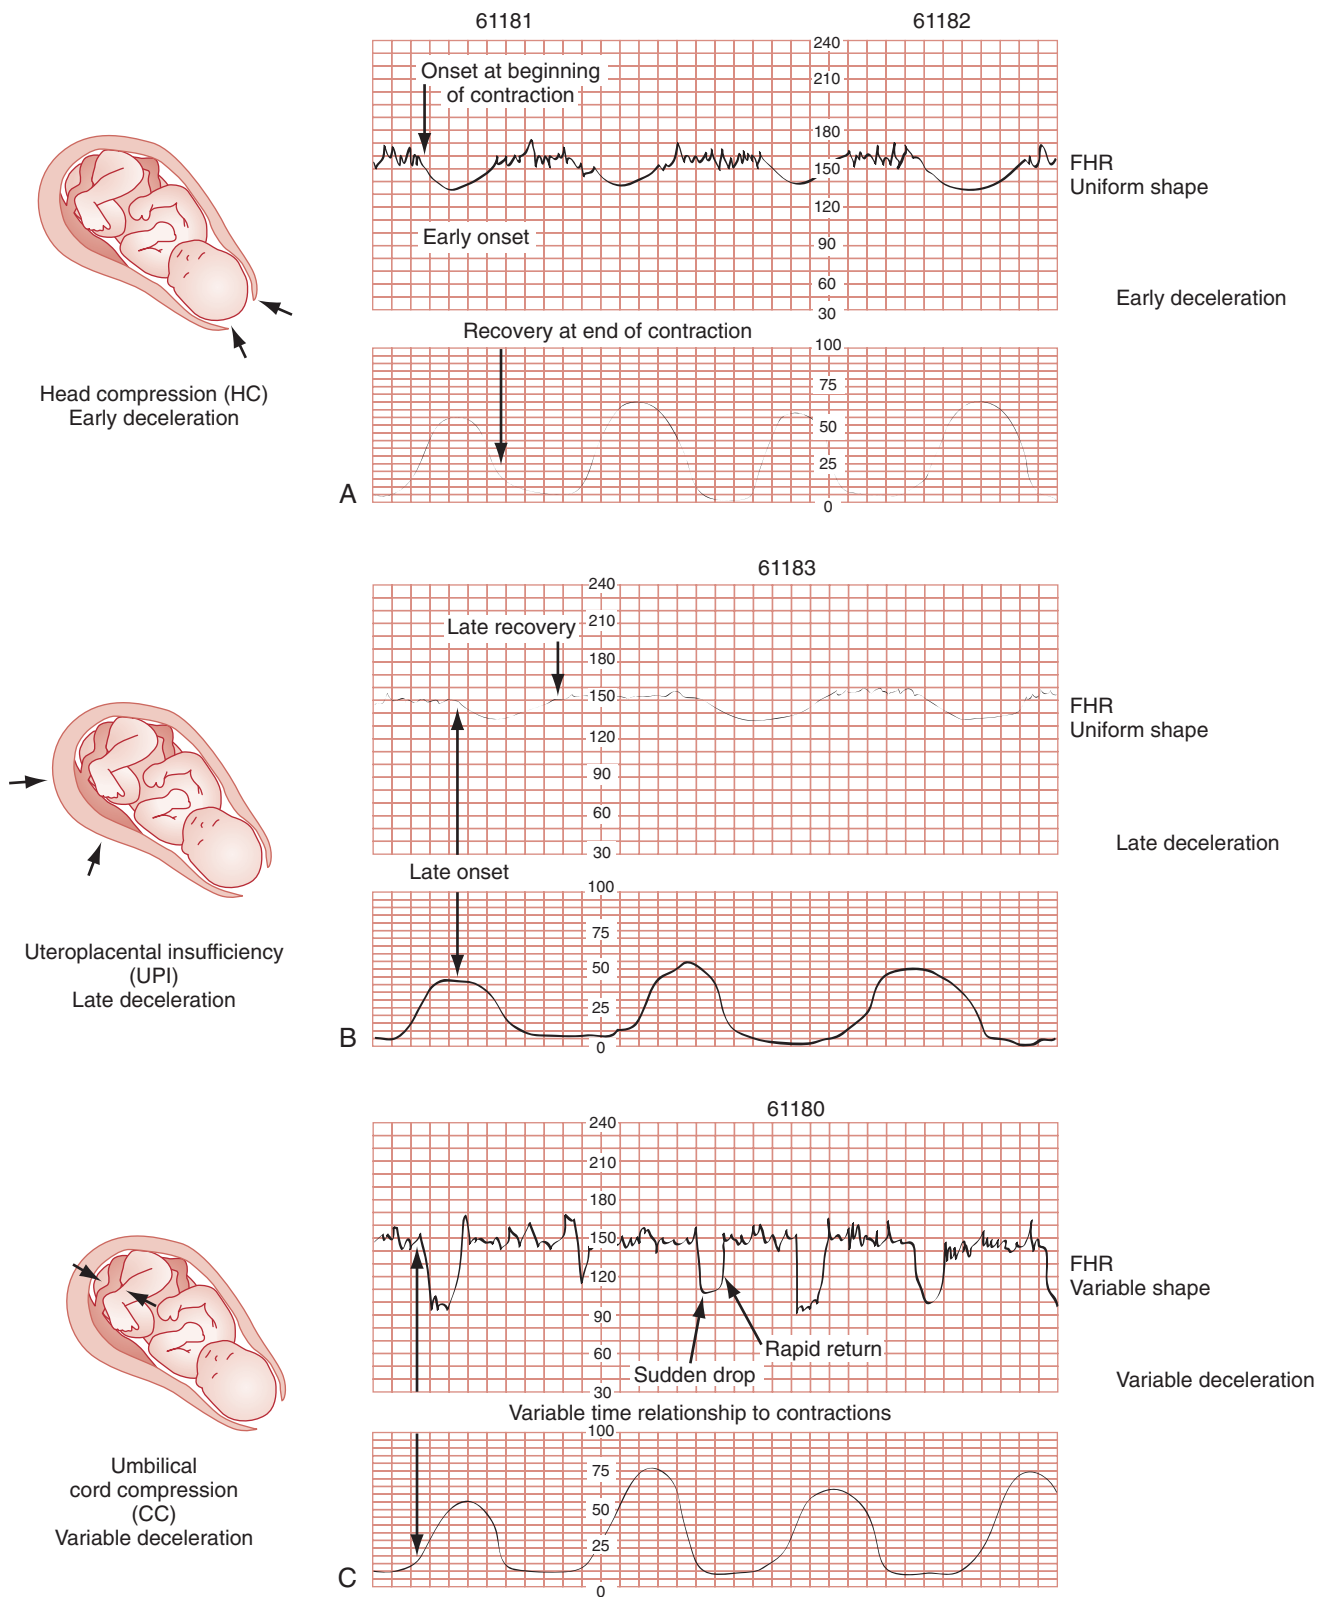 61181
61182
240
Onset at beginning
of contraction
210
180
150
120
90
60
30
FHR
Uniform shape
Early onset
Early deceleration
Head compression (HC)
Early deceleration
Recovery at end of contraction
100
75
50
25
0
A
61183
240
Late recovery
210
180
150
120
90
60
30
FHR
Uniform shape
Late deceleration
Late onset
Uteroplacental insufficiency
(UPI)
Late deceleration
100
75
50
25
0
B
61180
240
210
180
150
120
90
60
30
FHR
Variable shape
Rapid return
Sudden drop
Variable deceleration
Variable time relationship to contractions
Umbilical
cord compression
(CC)
Variable deceleration
100
75
50
25
0
C